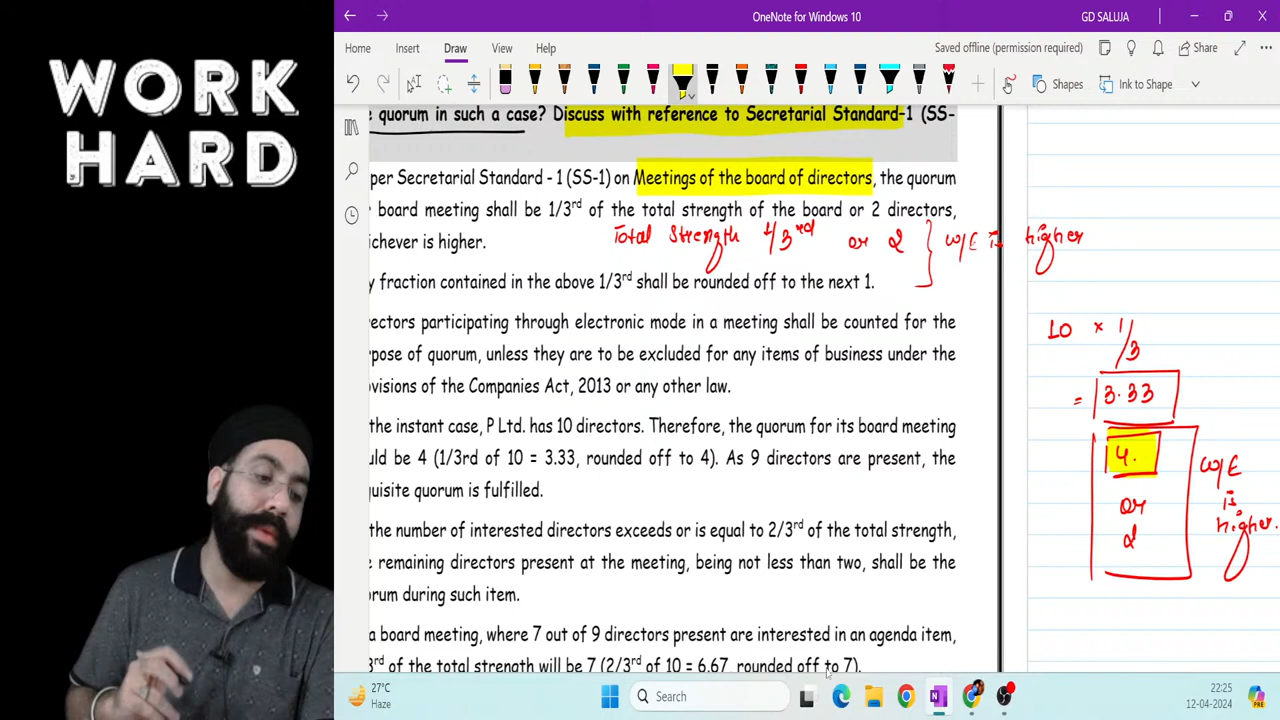 WORK
HARD
OneNote for Windows 10
GD SALUJA
Home Insert Draw View Help
Saved offline (permission required)
Share
Shapes
Ink to Shape
e quorum in such a case? Discuss with reference to Secretarial Standard-1 (SS-
per Secretarial Standard - 1 (SS-1) on Meetings of the board of directors, the quorum
board meeting shall be 1/3rd of the total strength of the board or 2 directors,
ichever is higher.
Total Strength 1/3rd or 2 } W/E is higher
y fraction contained in the above 1/3rd shall be rounded off to the next 1.
rectors participating through electronic mode in a meeting shall be counted for the
rpose of quorum, unless they are to be excluded for any items of business under the
ovisions of the Companies Act, 2013 or any other law.
the instant case, P Ltd. has 10 directors. Therefore, the quorum for its board meeting
uld be 4 (1/3rd of 10 = 3.33, rounded off to 4). As 9 directors are present, the
quisite quorum is fulfilled.
the number of interested directors exceeds or is equal to 2/3rd of the total strength,
e remaining directors present at the meeting, being not less than two, shall be the
orum during such item.
a board meeting, where 7 out of 9 directors present are interested in an agenda item,
3rd of the total strength will be 7 (2/3rd of 10 = 6.67, rounded off to 7).
10 × 1/3
= 3.33
4.
or
2
W/E
is
higher.
27°C
Haze
Search
22:25
12-04-2024